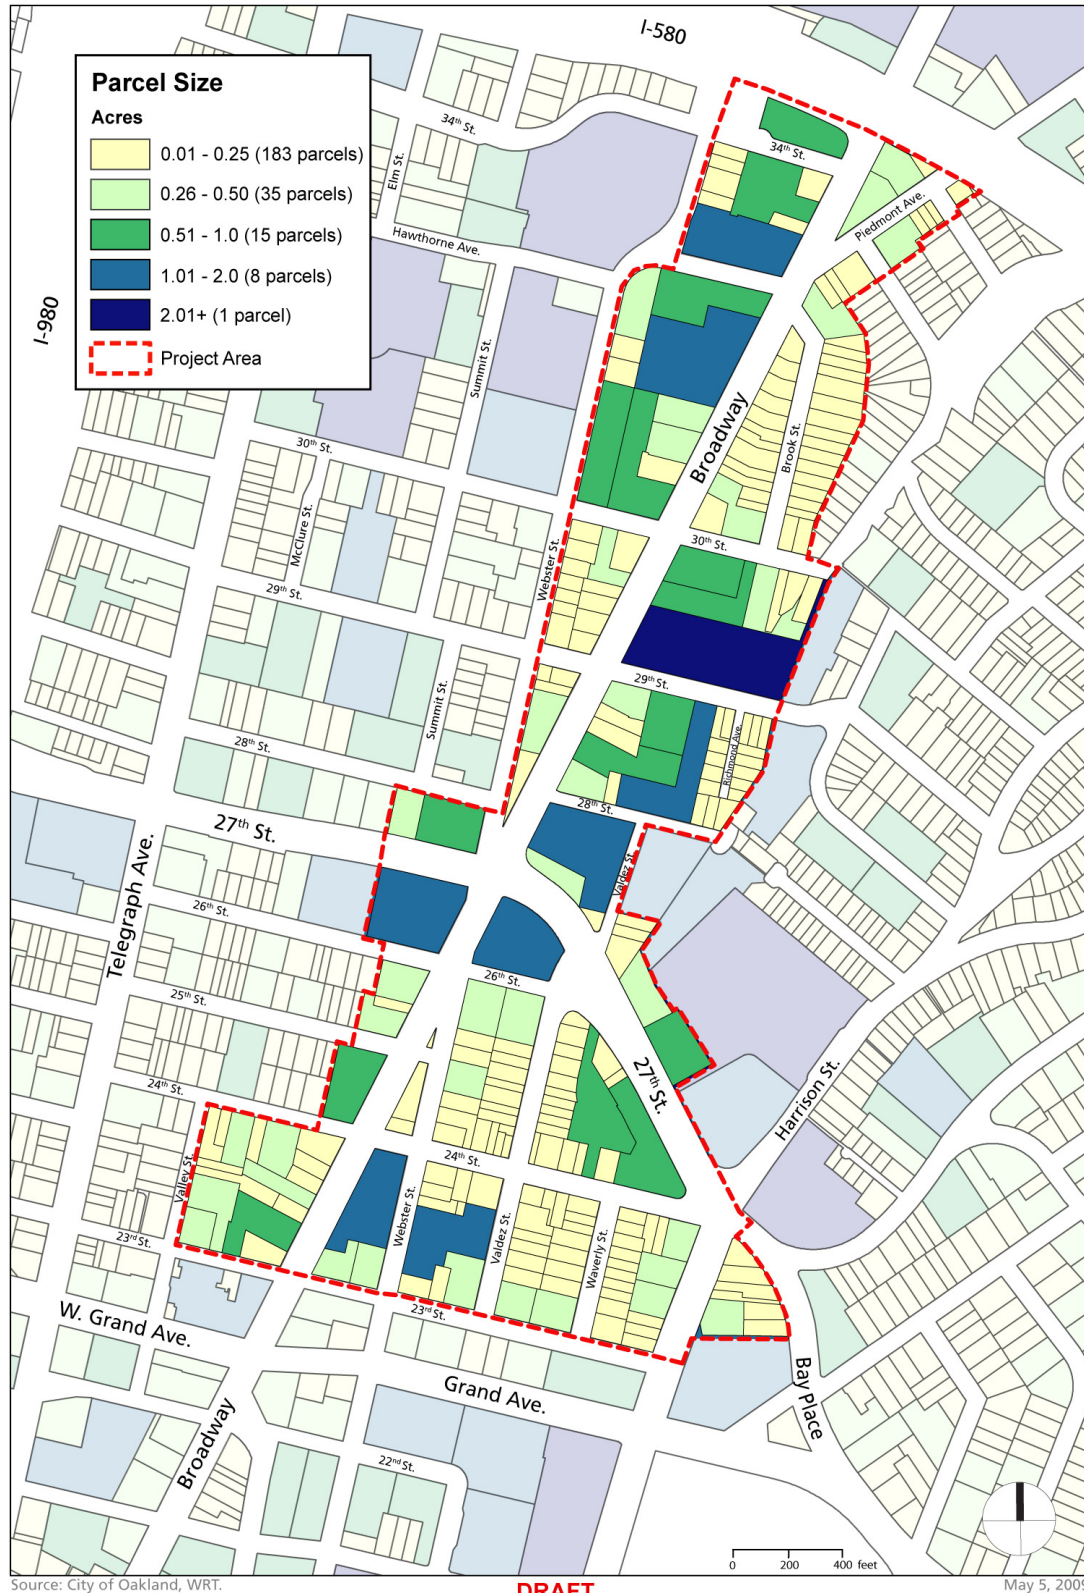 I-580
Parcel Size
Acres
0.01 - 0.25 (183 parcels)
0.26 - 0.50 (35 parcels)
0.51 - 1.0 (15 parcels)
1.01 - 2.0 (8 parcels)
2.01+ (1 parcel)
Project Area
34th St.
34th St.
Elm St.
Piedmont Ave.
Hawthorne Ave.
I-980
Summit St.
Broadway
Brook St.
30th St.
McClure St.
30th St.
Webster St.
29th St.
29th St.
Summit St.
Richmond Ave.
28th St.
28th St.
27th St.
Valdez St.
Telegraph Ave.
26th St.
26th St.
25th St.
27th St.
24th St.
Harrison St.
24th St.
Valley St.
Webster St.
Valdez St.
Waverly St.
23rd St.
23rd St.
W. Grand Ave.
Grand Ave.
Bay Place
Broadway
22nd St.
0 200 400 feet
Source: City of Oakland, WRT.
DRAFT
May 5, 2009